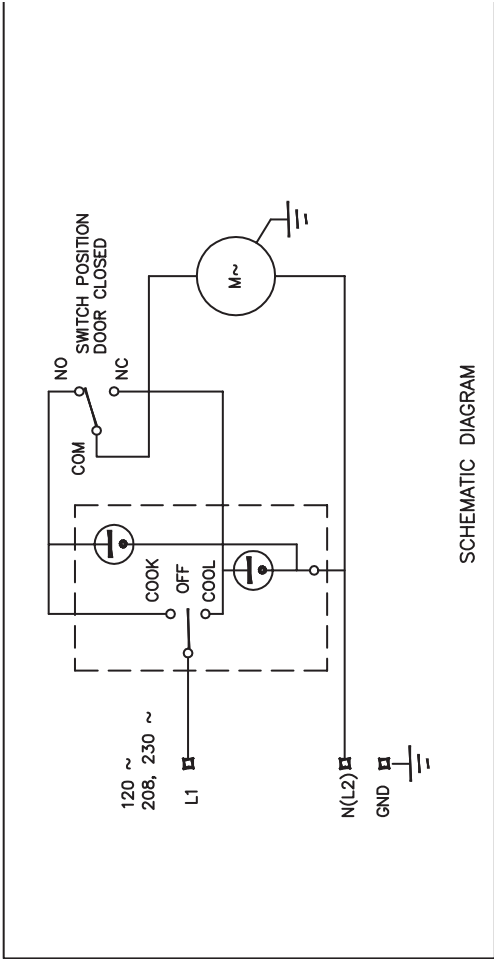 120 ~
208, 230 ~
L1
N(L2)
GND
COOK
OFF
COOL
COM
NO
SWITCH POSITION
DOOR CLOSED
NC
M~
SCHEMATIC DIAGRAM